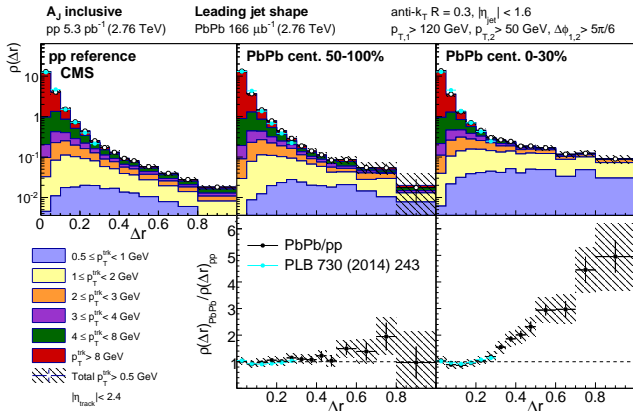 A_J inclusive
pp 5.3 pb⁻¹ (2.76 TeV)
Leading jet shape
PbPb 166 μb⁻¹ (2.76 TeV)
anti-k_T R = 0.3, |η_jet| < 1.6
p_T,1 > 120 GeV, p_T,2 > 50 GeV, Δϕ_1,2 > 5π/6
pp reference
CMS
PbPb cent. 50-100%
PbPb cent. 0-30%
ρ(Δr)
10
1
10⁻¹
10⁻²
0 0.2 0.4 0.6 0.8 1
Δr
0.5 ≤ p_T^trk < 1 GeV
1 ≤ p_T^trk < 2 GeV
2 ≤ p_T^trk < 3 GeV
3 ≤ p_T^trk < 4 GeV
4 ≤ p_T^trk < 8 GeV
p_T^trk > 8 GeV
Total p_T^trk > 0.5 GeV
|η_track| < 2.4
ρ(Δr)_PbPb/ρ(Δr)_pp
6
5
4
3
2
1
0
PbPb/pp
PLB 730 (2014) 243
0 0.2 0.4 0.6 0.8
Δr
0 0.2 0.4 0.6 0.8 1
Δr